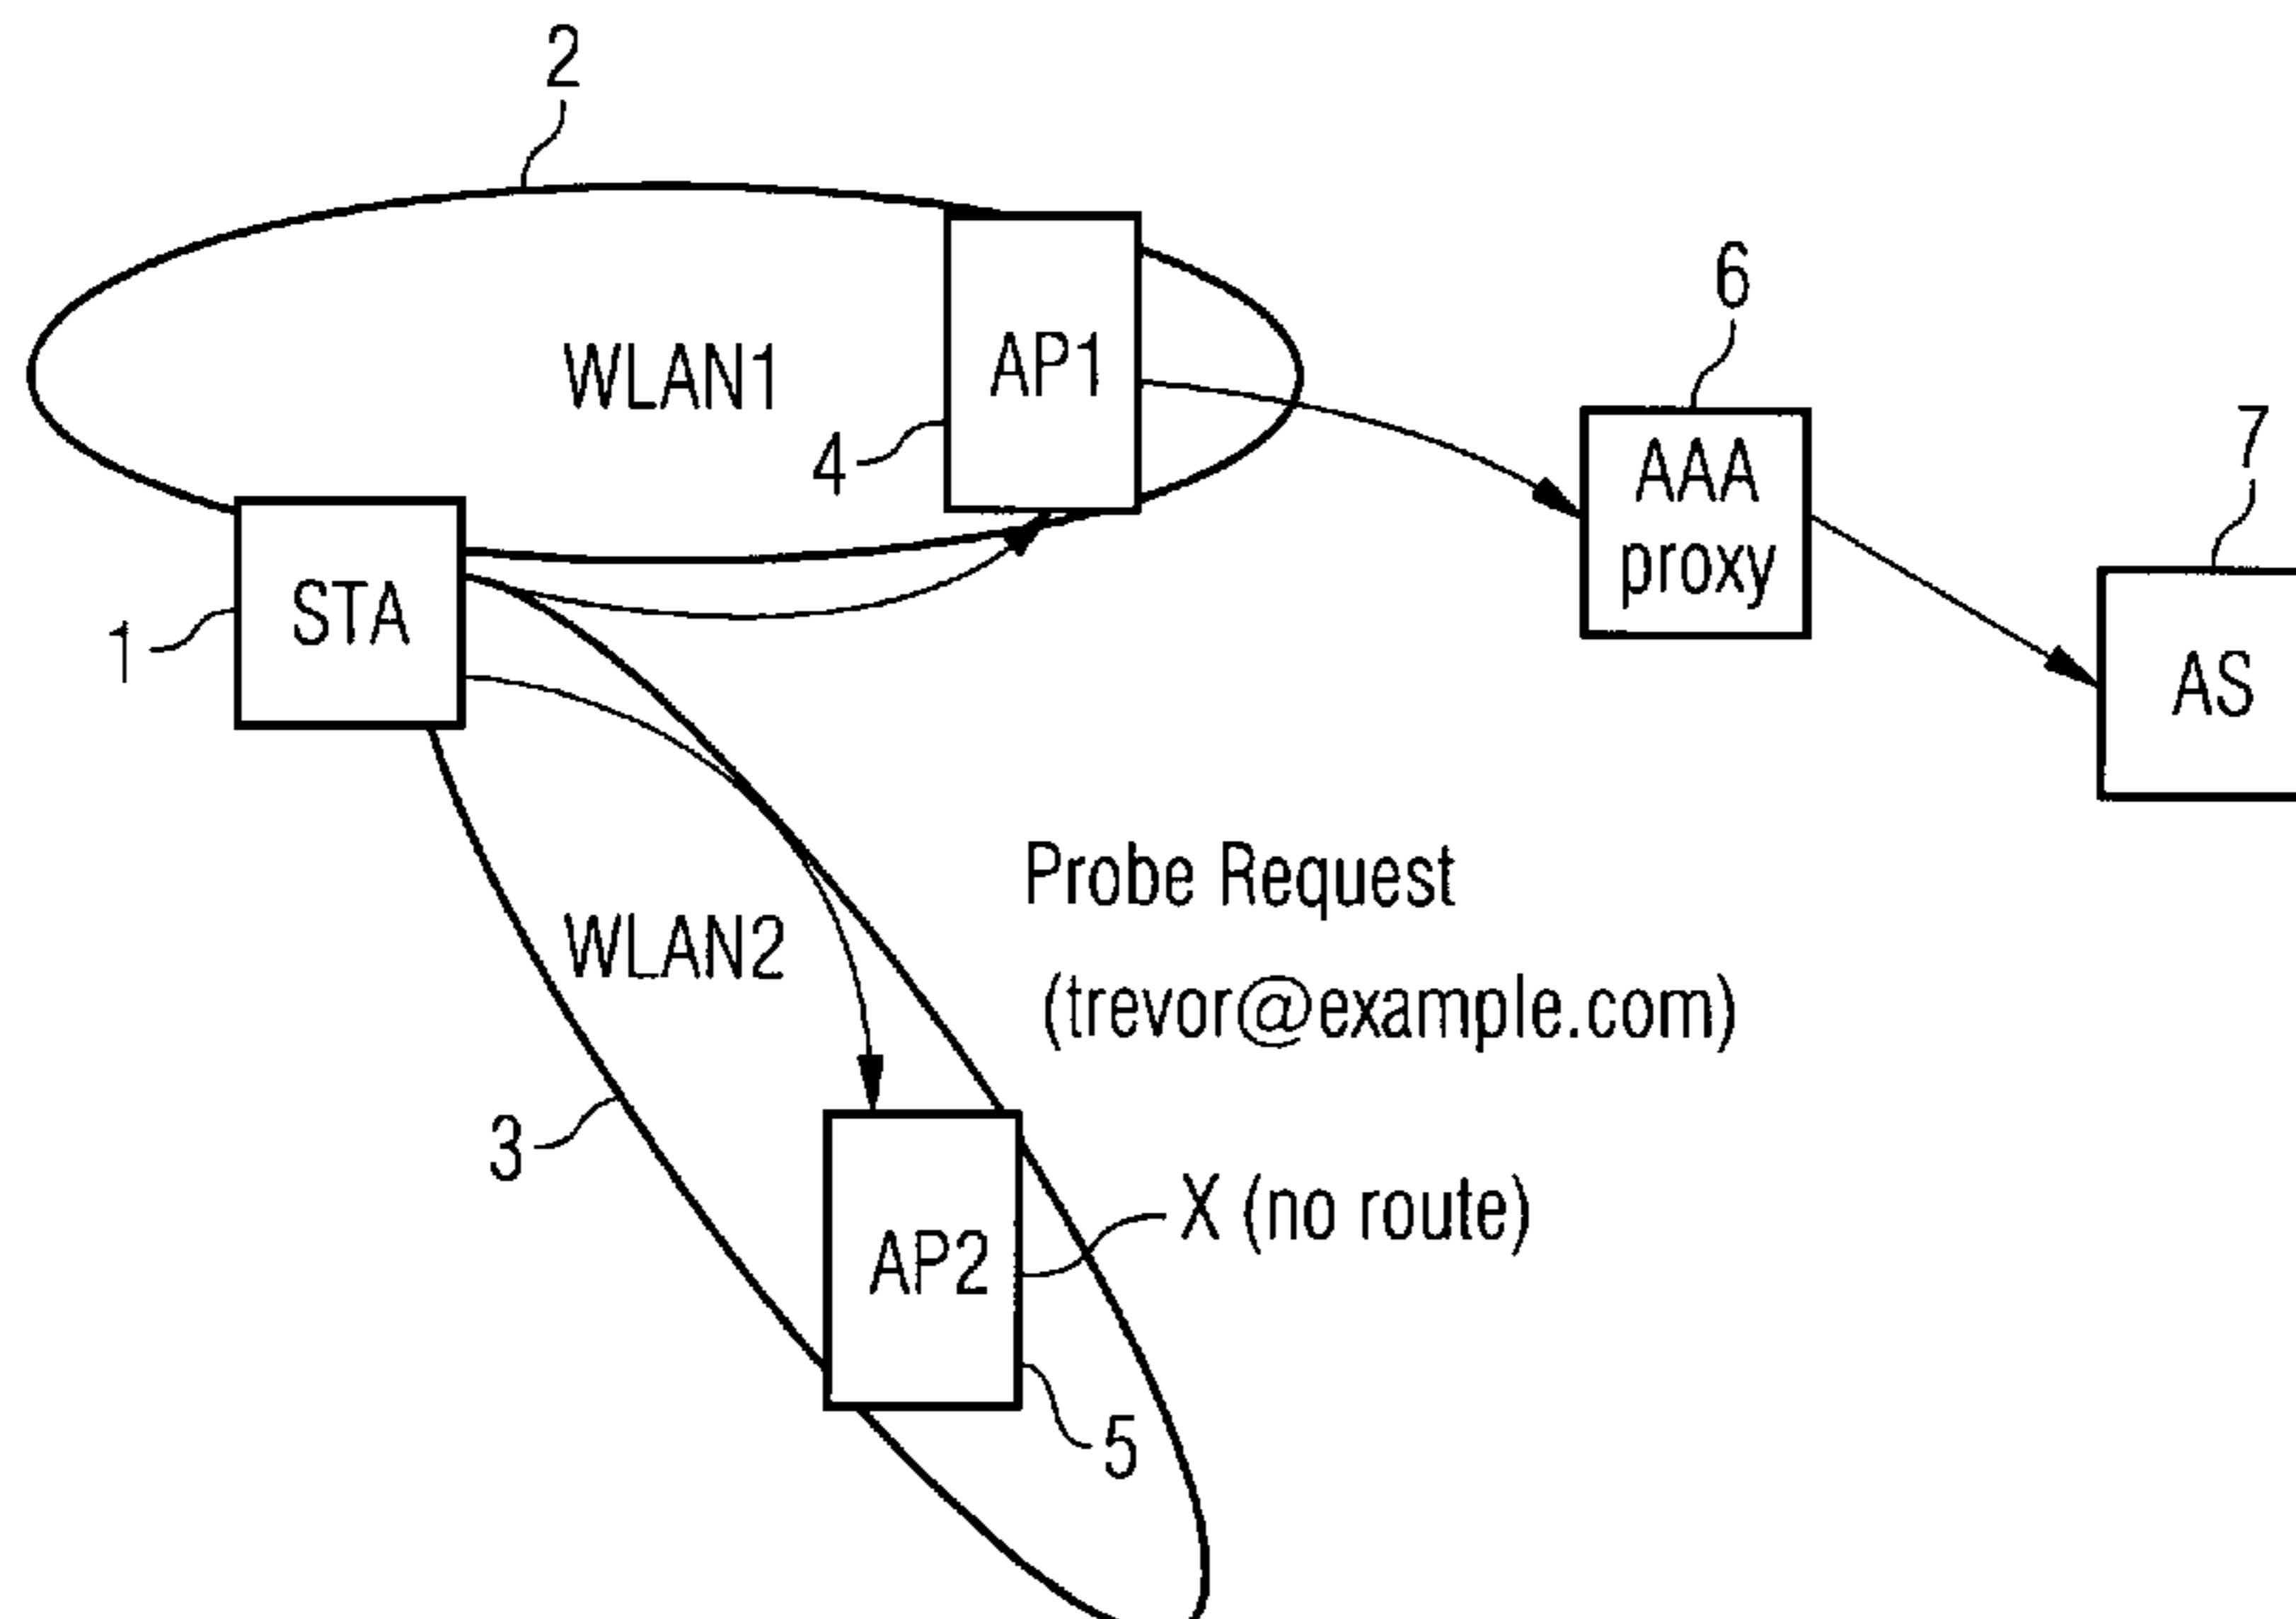 2
WLAN1
AP1
4
6
AAA
proxy
7
AS
STA
1
WLAN2
3
Probe Request
(trevor@example.com)
X (no route)
AP2
5